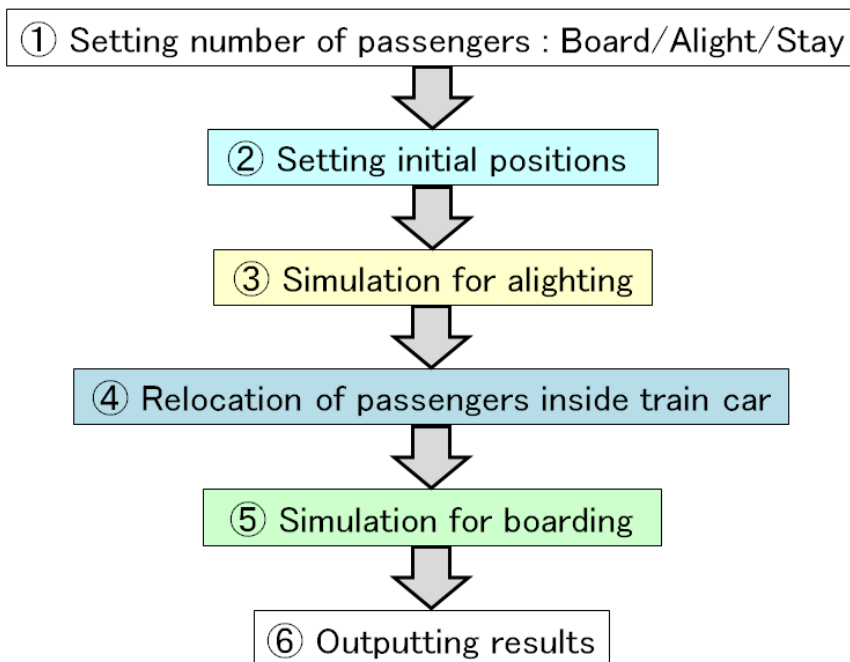 ① Setting number of passengers : Board/Alight/Stay
② Setting initial positions
③ Simulation for alighting
④ Relocation of passengers inside train car
⑤ Simulation for boarding
⑥ Outputting results